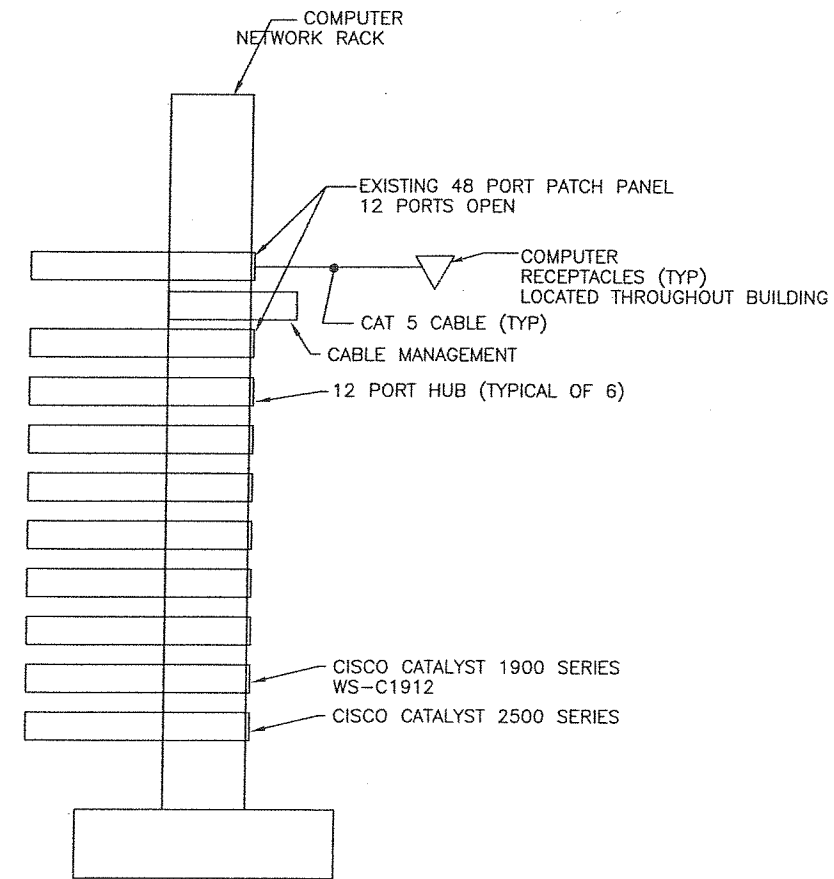 COMPUTER
NETWORK RACK
EXISTING 48 PORT PATCH PANEL
12 PORTS OPEN
COMPUTER
RECEPTACLES (TYP)
LOCATED THROUGHOUT BUILDING
CAT 5 CABLE (TYP)
CABLE MANAGEMENT
12 PORT HUB (TYPICAL OF 6)
CISCO CATALYST 1900 SERIES
WS-C1912
CISCO CATALYST 2500 SERIES